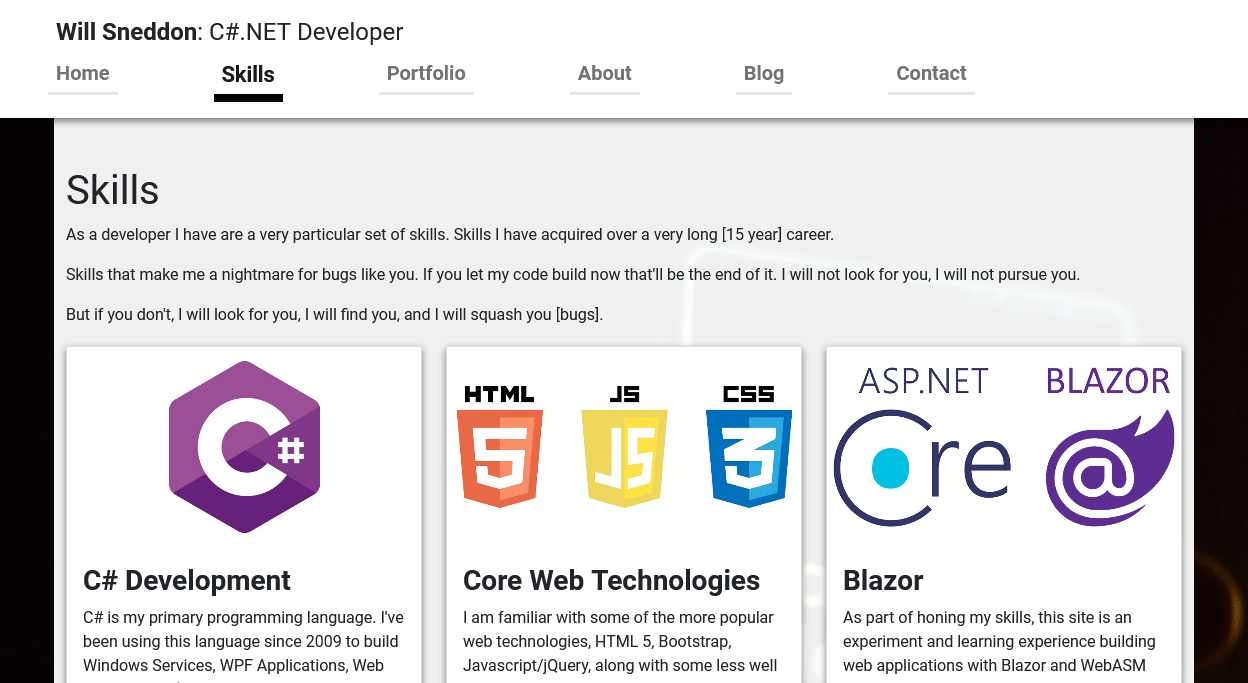 Will Sneddon: C#.NET Developer
Home Skills Portfolio About Blog Contact
Skills
As a developer I have are a very particular set of skills. Skills I have acquired over a very long [15 year] career.
Skills that make me a nightmare for bugs like you. If you let my code build now that'll be the end of it. I will not look for you, I will not pursue you.
But if you don't, I will look for you, I will find you, and I will squash you [bugs].
C#
C# Development
C# is my primary programming language. I've
been using this language since 2009 to build
Windows Services, WPF Applications, Web
HTML JS CSS
5 JS 3
Core Web Technologies
I am familiar with some of the more popular
web technologies, HTML 5, Bootstrap,
Javascript/jQuery, along with some less well
ASP.NET BLAZOR
Core @
Blazor
As part of honing my skills, this site is an
experiment and learning experience building
web applications with Blazor and WebASM